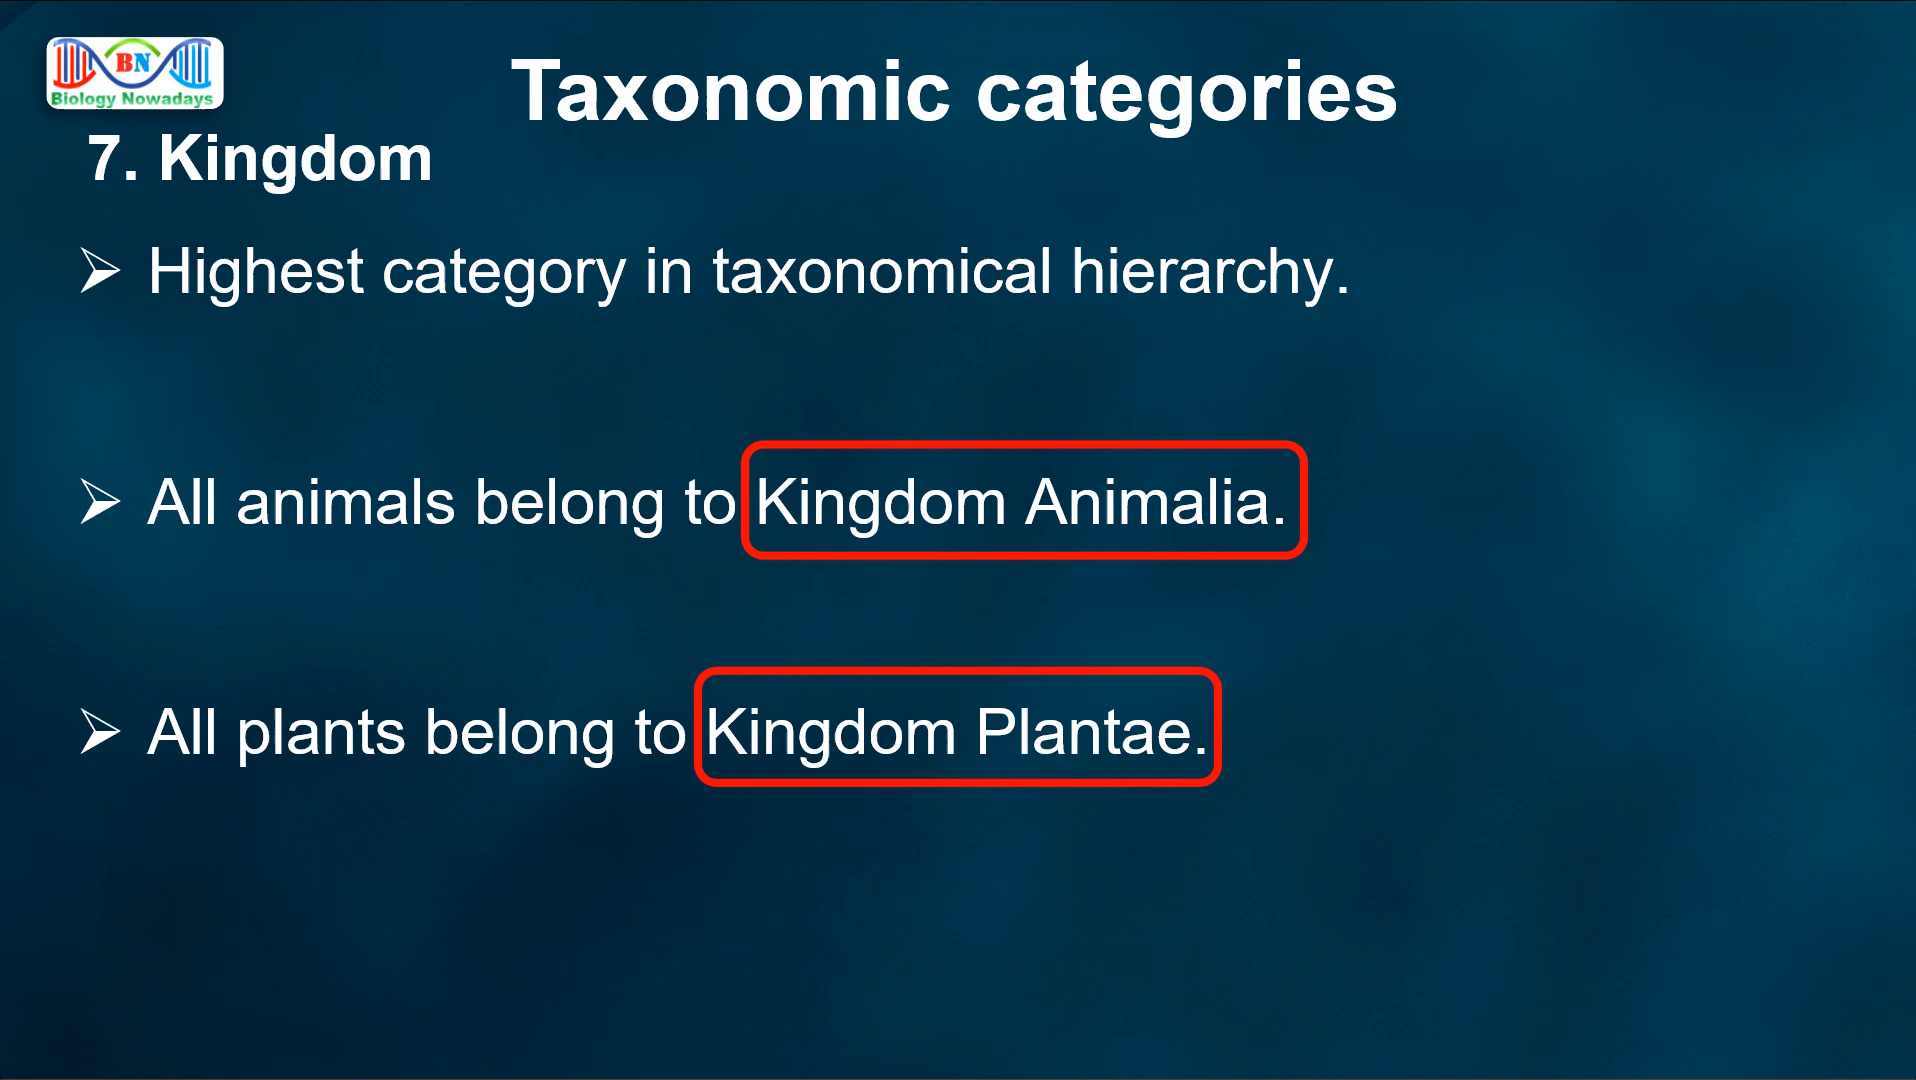 BN
Biology Nowadays
Taxonomic categories
7. Kingdom
Highest category in taxonomical hierarchy.
All animals belong to Kingdom Animalia.
All plants belong to Kingdom Plantae.